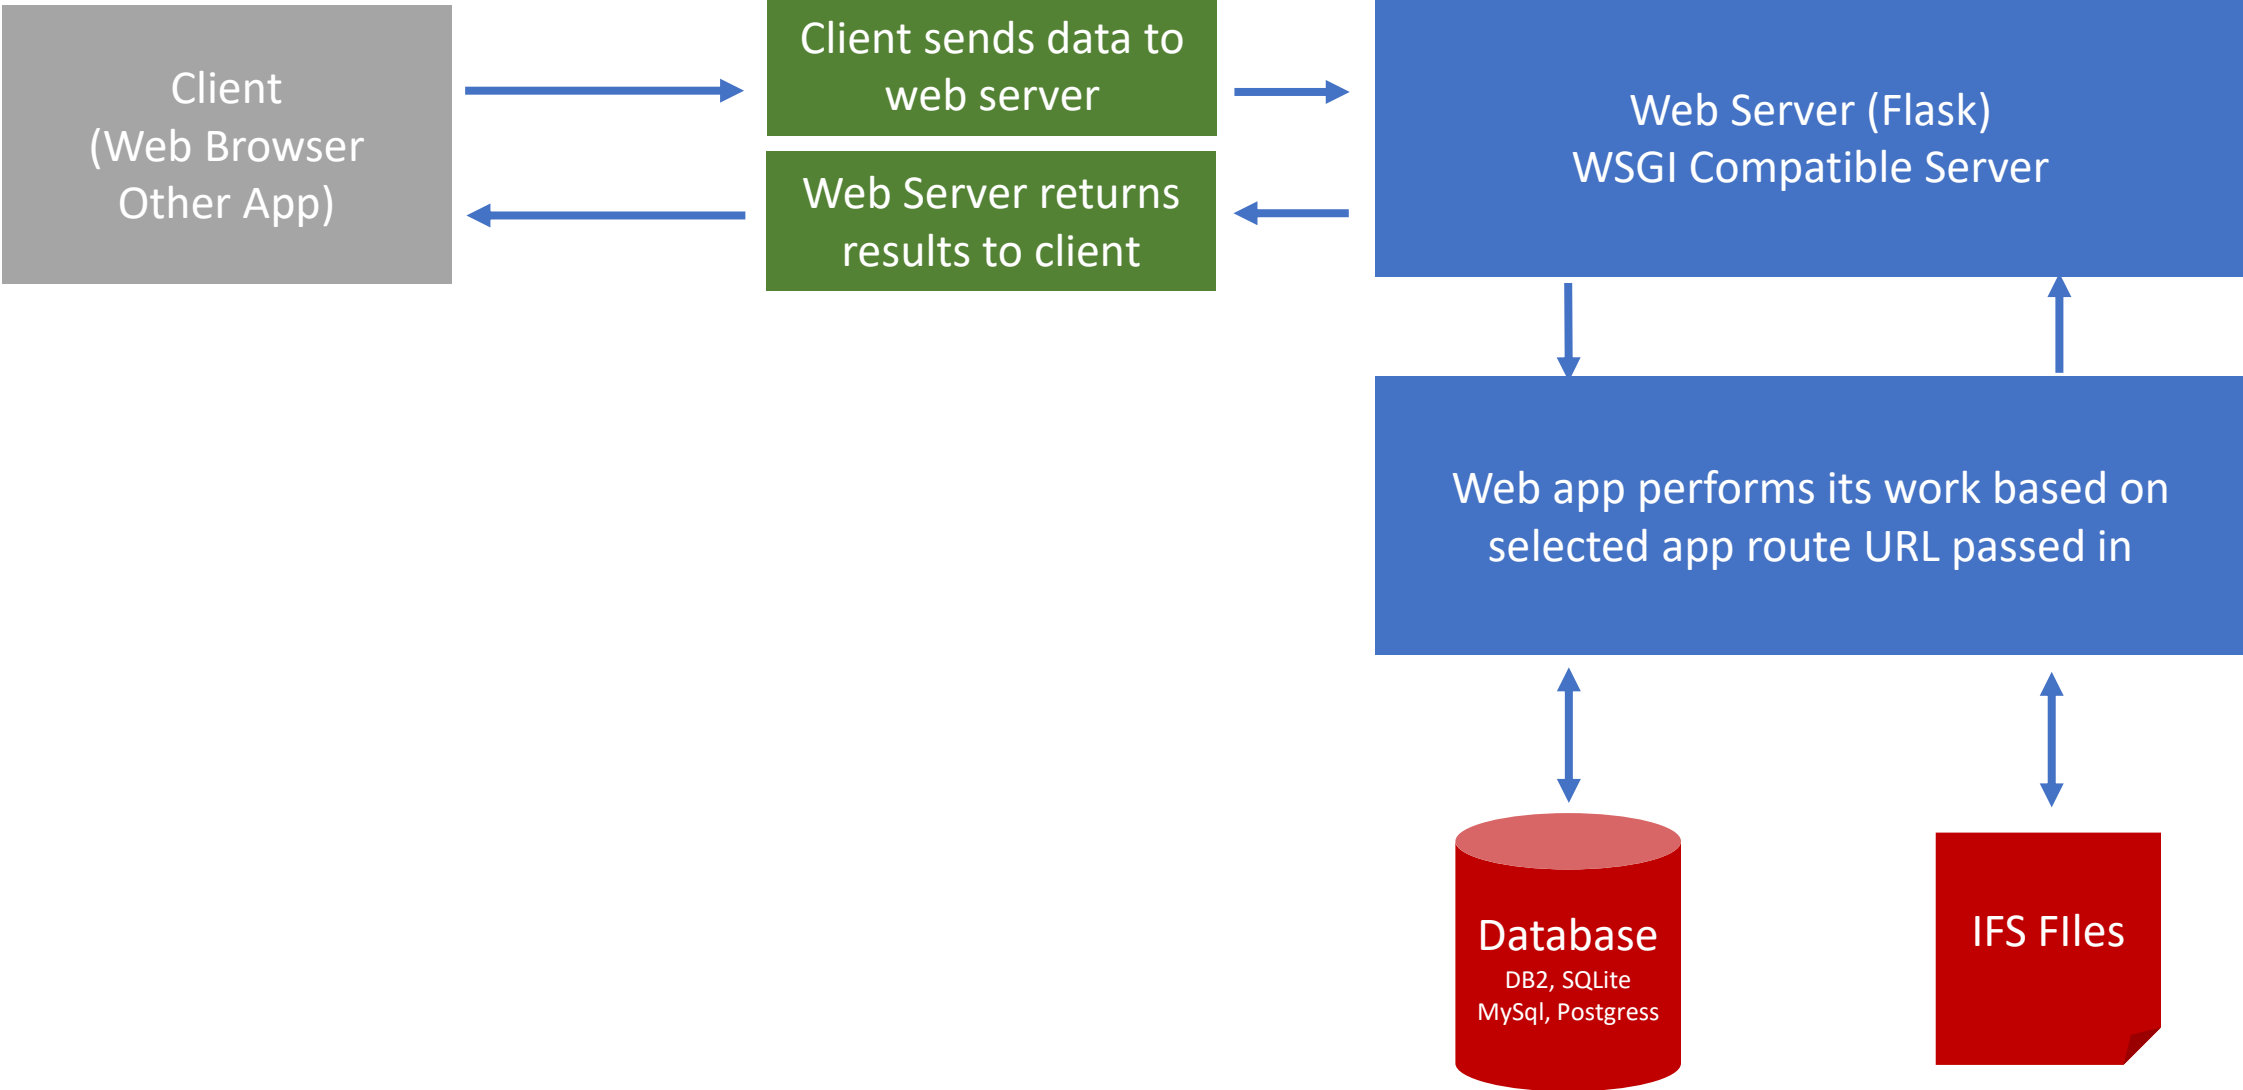 Client
(Web Browser
Other App)
Client sends data to
web server
Web Server returns
results to client
Web Server (Flask)
WSGI Compatible Server
Web app performs its work based on
selected app route URL passed in
Database
DB2, SQLite
MySql, Postgress
IFS FIles